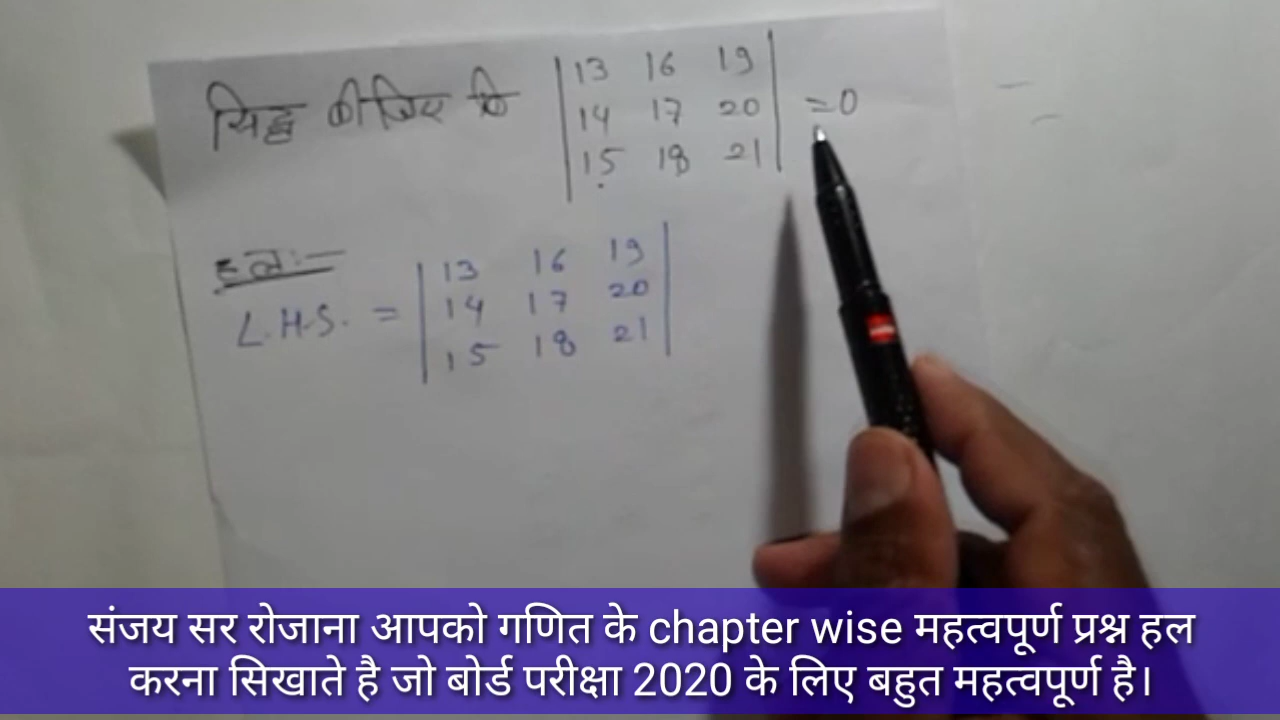 सिद्ध कीजिए कि | 13 16 19 |
| 14 17 20 | =0
| 15 18 21 |
हल:-
L.H.S. = | 13 16 19 |
| 14 17 20 |
| 15 18 21 |
संजय सर रोजाना आपको गणित के chapter wise महत्वपूर्ण प्रश्न हल
करना सिखाते है जो बोर्ड परीक्षा 2020 के लिए बहुत महत्वपूर्ण है।